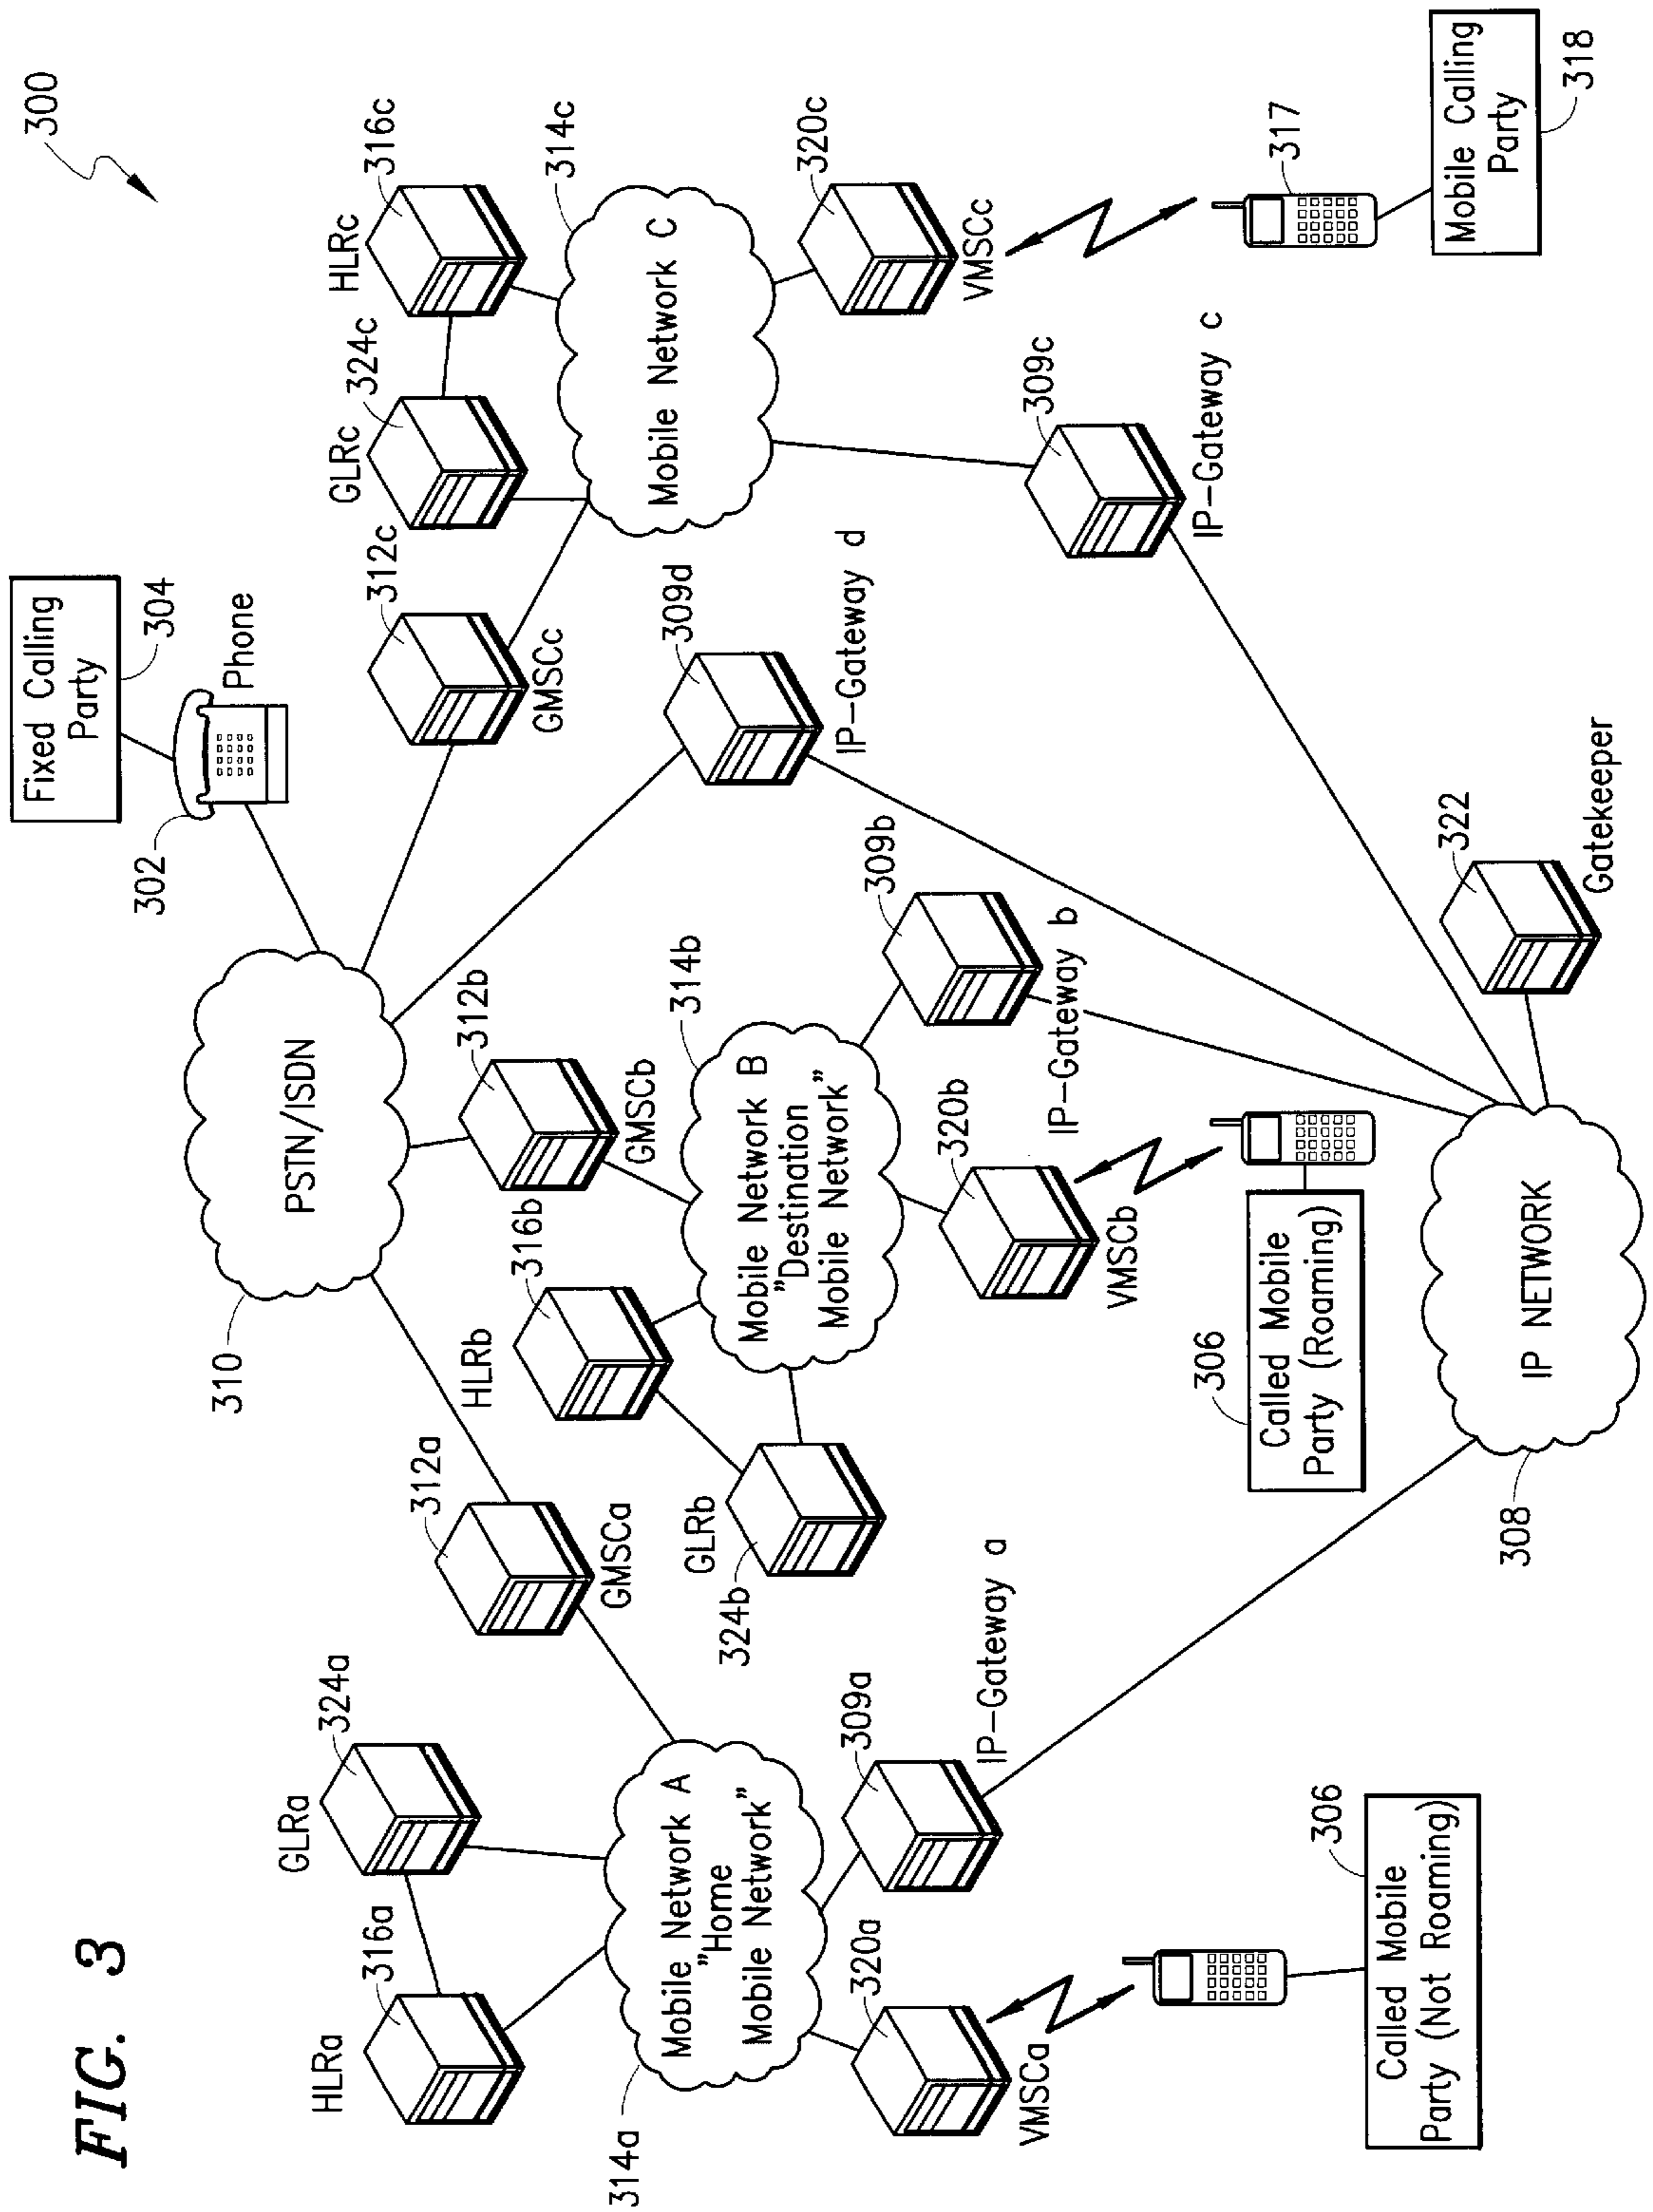 FIG. 3
300
Fixed Calling
Party
304
302
Phone
310
PSTN/ISDN
HLRa
316a
GLRa
324a
312a
GMSCa
314a
Mobile Network A
"Home
Mobile Network"
VMSCa
320a
309a
IP-Gateway a
Called Mobile
Party (Not Roaming)
306
HLRb
316b
312b
GMSCb
GLRb
324b
314b
Mobile Network B
"Destination
Mobile Network"
VMSCb
320b
309b
IP-Gateway b
306
Called Mobile
Party (Roaming)
309d
IP-Gateway d
312c
GMSCc
GLRc
324c
HLRc
316c
314c
Mobile Network C
320c
VMSCc
309c
IP-Gateway c
317
Mobile Calling
Party
318
322
Gatekeeper
308
IP NETWORK